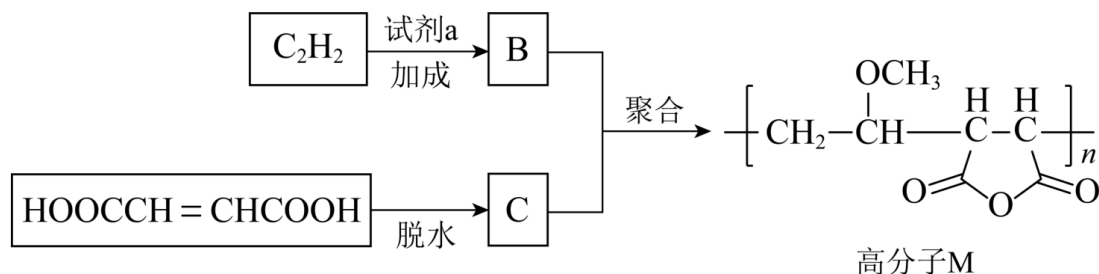 C₂H₂ 试剂a 加成 B
聚合
HOOCCH=CHCOOH 脱水 C
OCH₃
H H
CH₂—CH—C—C
n
O O O
高分子M